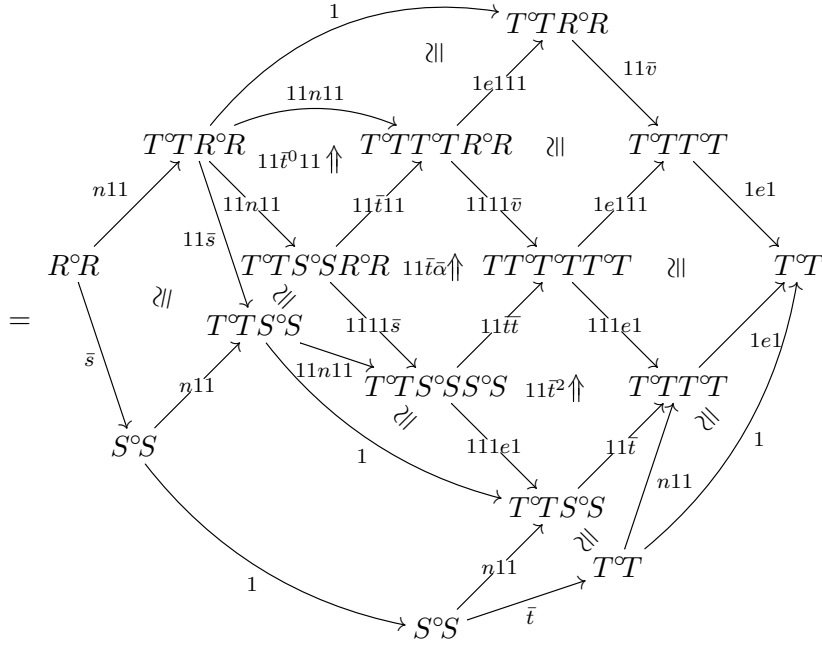 1
T°TR°R
≅
11v̄
1e111
11n11
T°TR°R T°TT°TR°R ≅ T°TT°T
11t̄⁰11⇑
n11 1e1
11n11 11t̄11 1111v̄ 1e111
11s̄
R°R T°TS°SR°R 11t̄ᾱ⇑ T°TT°TT°T ≅ T°T
≅ ≅
= T°TS°S 1111s̄ 11t̄t̄ 111e1
1e1
s̄ n11 11n11
T°TS°SS°S 11t̄²⇑ T°TT°T
≅ ≅
S°S 1 111e1 11t̄ 1
n11
T°TS°S
≅
n11 T°T
1
S°S t̄